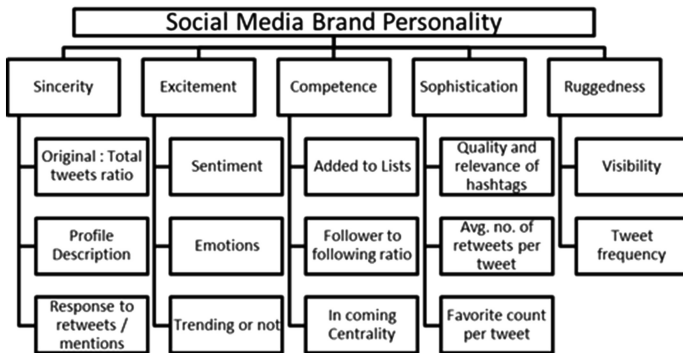 Social Media Brand Personality
Sincerity
Excitement
Competence
Sophistication
Ruggedness
Original : Total
tweets ratio
Sentiment
Added to Lists
Quality and
relevance of
hashtags
Visibility
Profile
Description
Emotions
Follower to
following ratio
Avg. no. of
retweets per
tweet
Tweet
frequency
Response to
retweets /
mentions
Trending or not
In coming
Centrality
Favorite count
per tweet